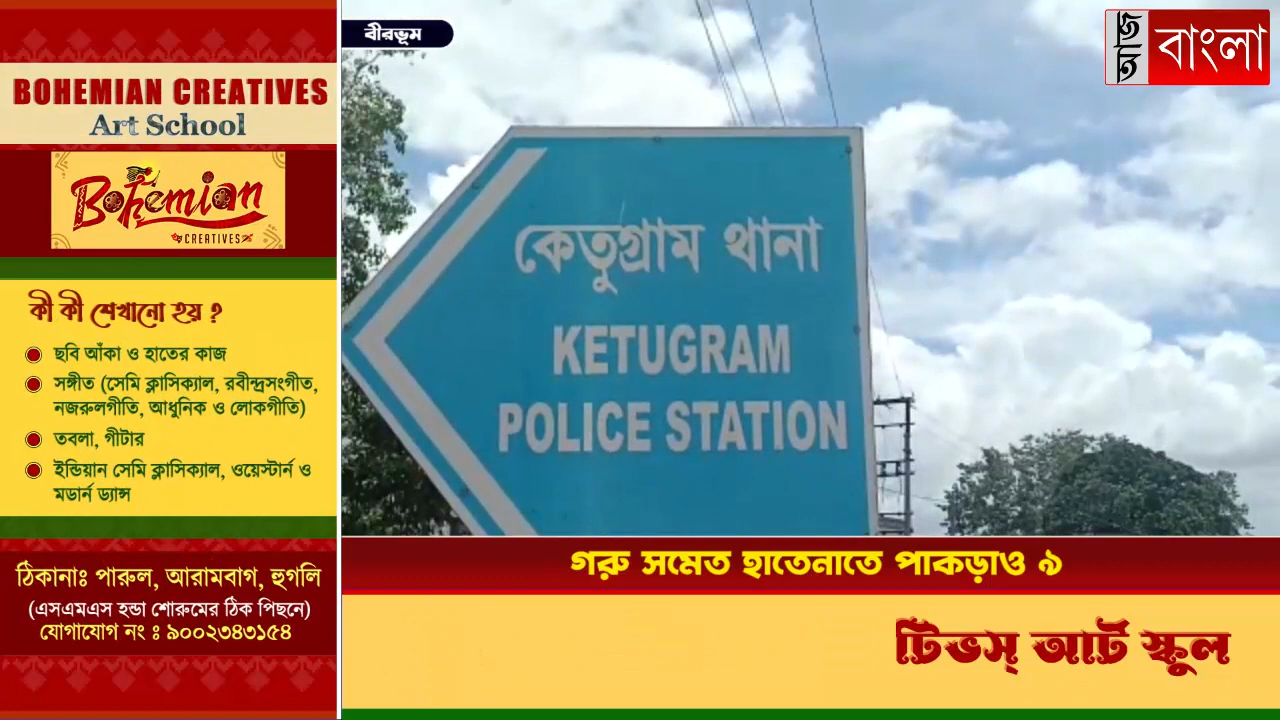 BOHEMIAN CREATIVES
Art School
Bohemian
CREATIVES
কী কী শেখানো হয় ?
ছবি আঁকা ও হাতের কাজ
সঙ্গীত (সেমি ক্লাসিক্যাল, রবীন্দ্রসংগীত,
নজরুলগীতি, আধুনিক ও লোকগীতি)
তবলা, গীটার
ইন্ডিয়ান সেমি ক্লাসিক্যাল, ওয়েস্টার্ন ও
মডার্ন ড্যান্স
ঠিকানাঃ পারুল, আরামবাগ, হুগলি
(এসএমএস হন্ডা শোরুমের ঠিক পিছনে)
যোগাযোগ নং ঃ ৯০০২৩৪৩১৫৪
বীরভূম
আজ বাংলা
কেতুগ্রাম থানা
KETUGRAM
POLICE STATION
গরু সমেত হাতেনাতে পাকড়াও ৯
টিভস্ আর্ট স্কুল